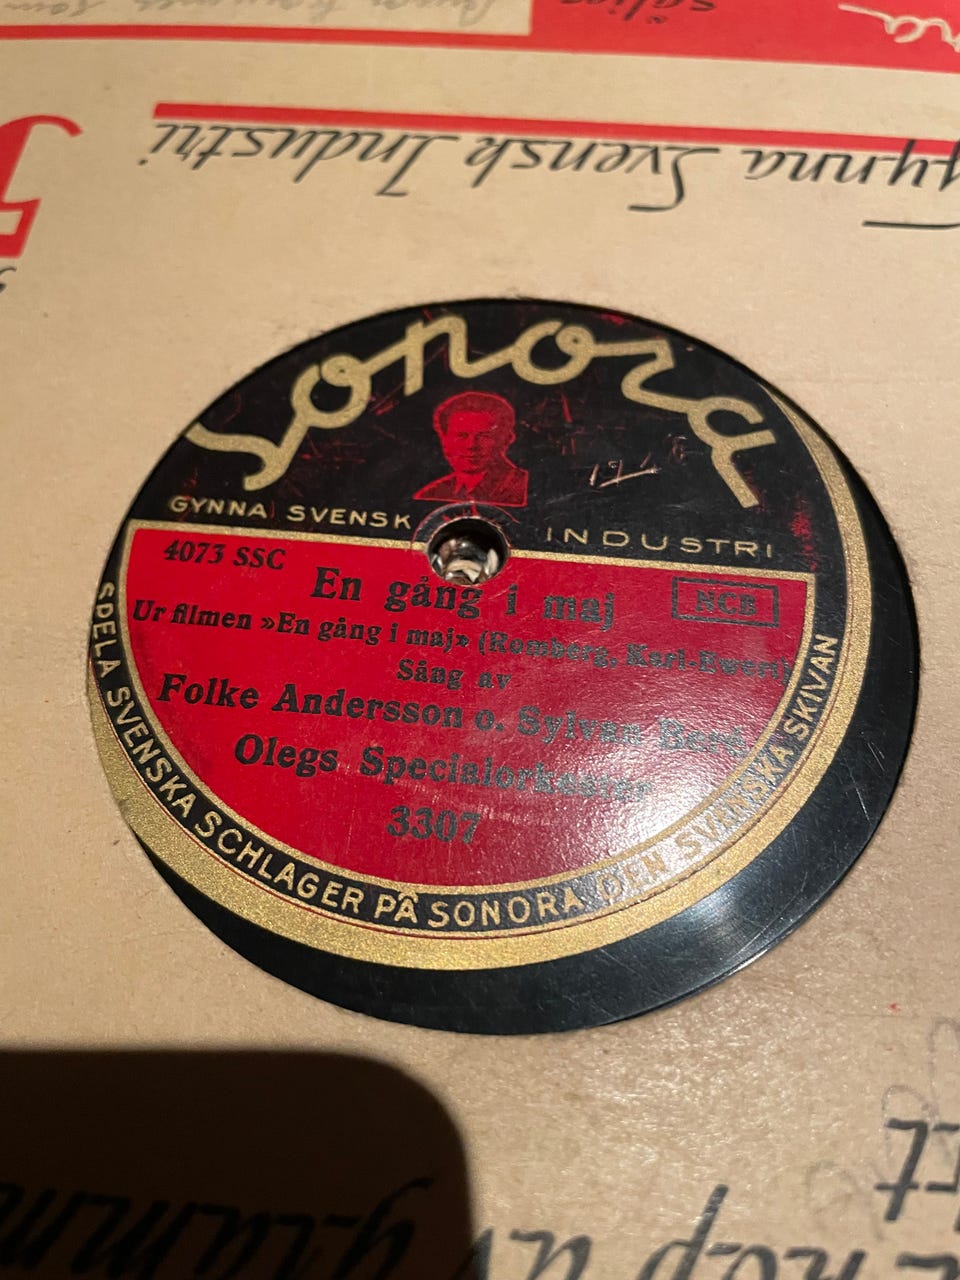 Gynna Svensk Industri
Sonora
GYNNA SVENSK INDUSTRI
4073 SSC
NCB
En gång i maj
Ur filmen »En gång i maj» (Romberg, Karl-Ewert)
Sång av
Folke Andersson o. Sylvan Berg
Olegs Specialorkester
3307
SPELA SVENSKA SCHLAGER PÅ SONORA DEN SVENSKA SKIVAN